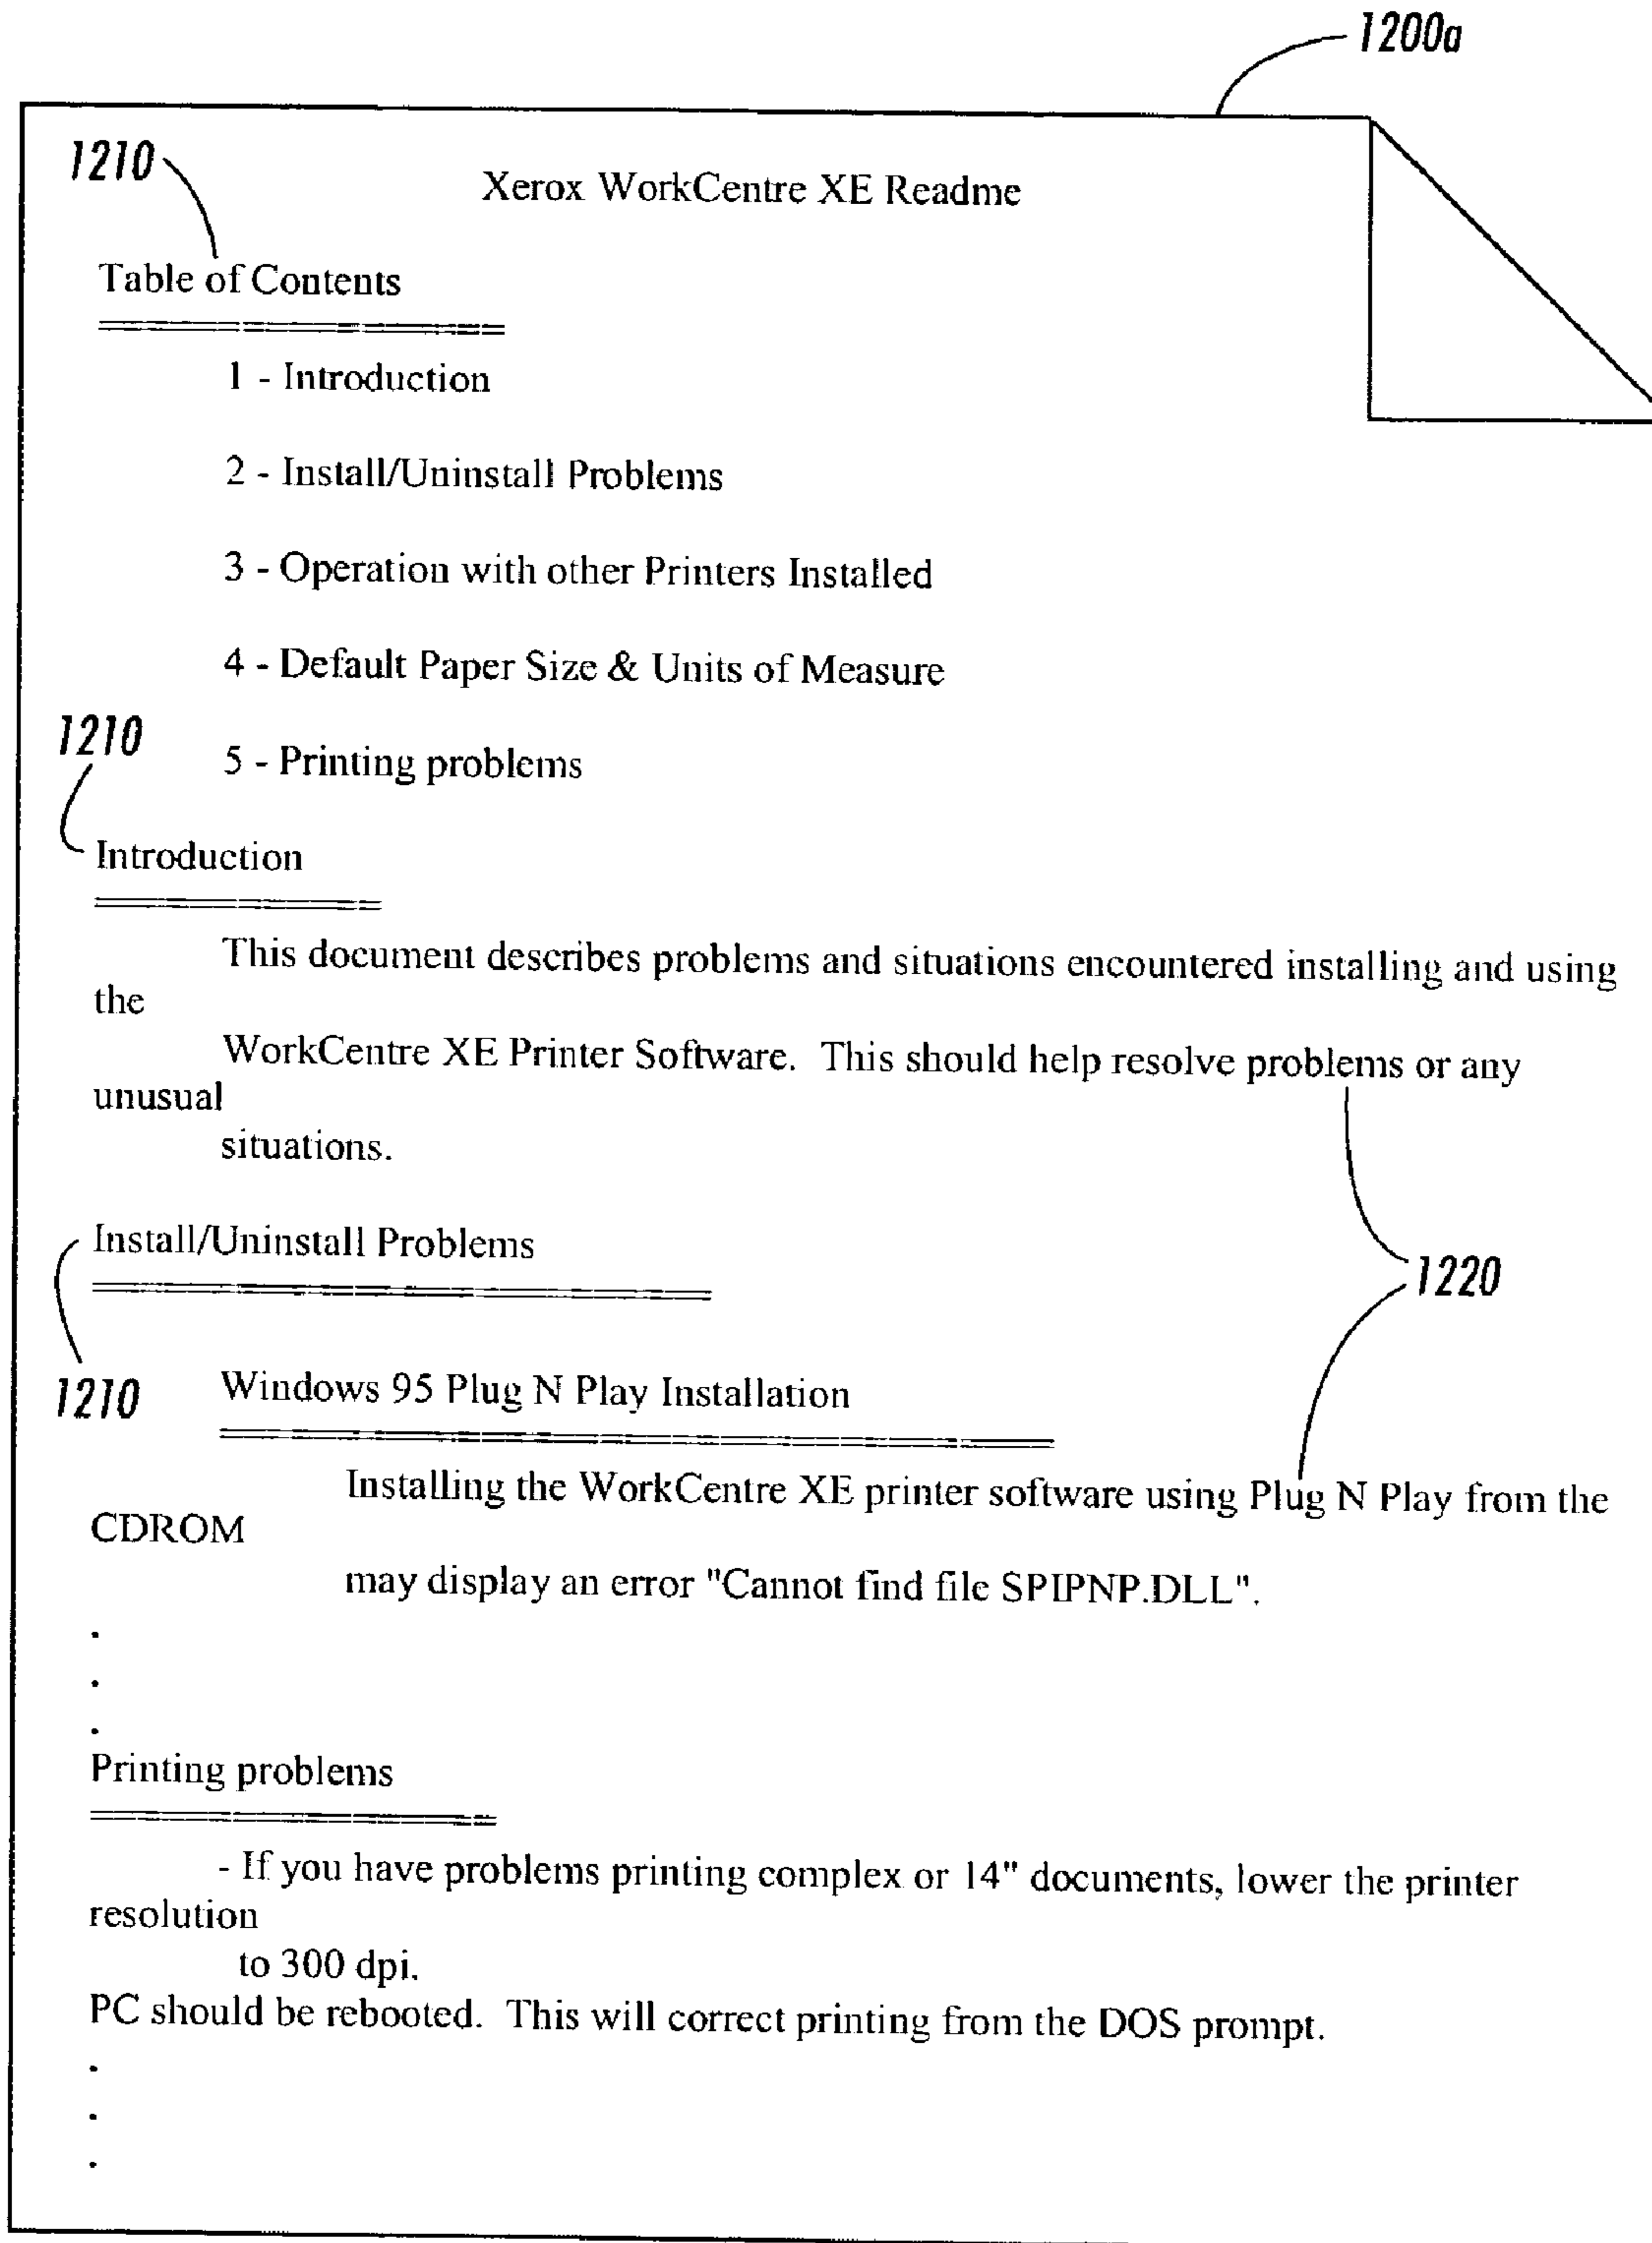 1200a
1210
Xerox WorkCentre XE Readme
Table of Contents
==================
1 - Introduction
2 - Install/Uninstall Problems
3 - Operation with other Printers Installed
4 - Default Paper Size & Units of Measure
1210
5 - Printing problems
Introduction
============
This document describes problems and situations encountered installing and using
the
WorkCentre XE Printer Software. This should help resolve problems or any
unusual
situations.
Install/Uninstall Problems
==========================
1220
1210
Windows 95 Plug N Play Installation
===================================
Installing the WorkCentre XE printer software using Plug N Play from the
CDROM
may display an error "Cannot find file SPIPNP.DLL".
.
.
.
Printing problems
=================
- If you have problems printing complex or 14" documents, lower the printer
resolution
to 300 dpi.
PC should be rebooted. This will correct printing from the DOS prompt.
.
.
.